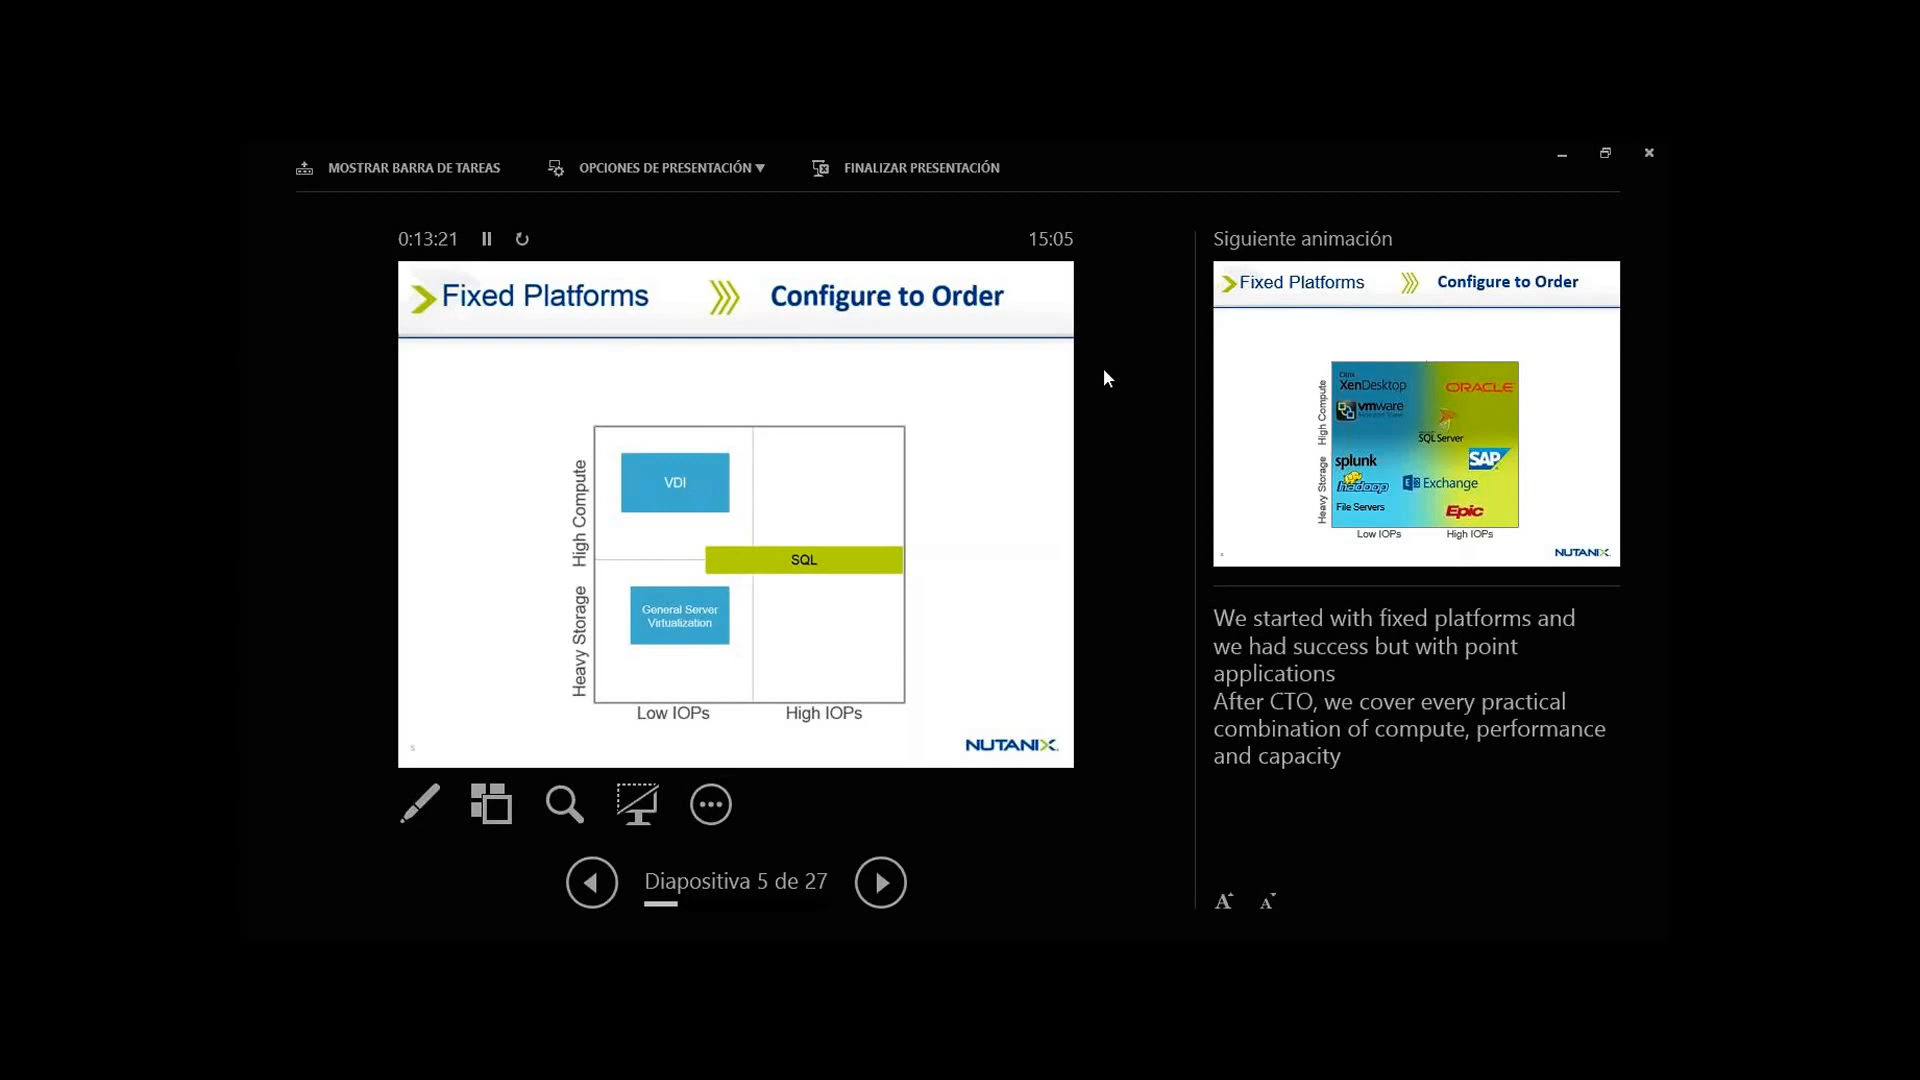 MOSTRAR BARRA DE TAREAS
OPCIONES DE PRESENTACIÓN
FINALIZAR PRESENTACIÓN
0:13:21
15:05
Fixed Platforms
Configure to Order
High Compute
Heavy Storage
VDI
SQL
General Server
Virtualization
Low IOPs
High IOPs
5
NUTANIX
Diapositiva 5 de 27
Siguiente animación
Fixed Platforms
Configure to Order
High Compute
Heavy Storage
Citrix
XenDesktop
ORACLE
vmware
SQL Server
splunk
SAP
hadoop
Exchange
File Servers
Epic
Low IOPs
High IOPs
NUTANIX
We started with fixed platforms and
we had success but with point
applications
After CTO, we cover every practical
combination of compute, performance
and capacity
A
A